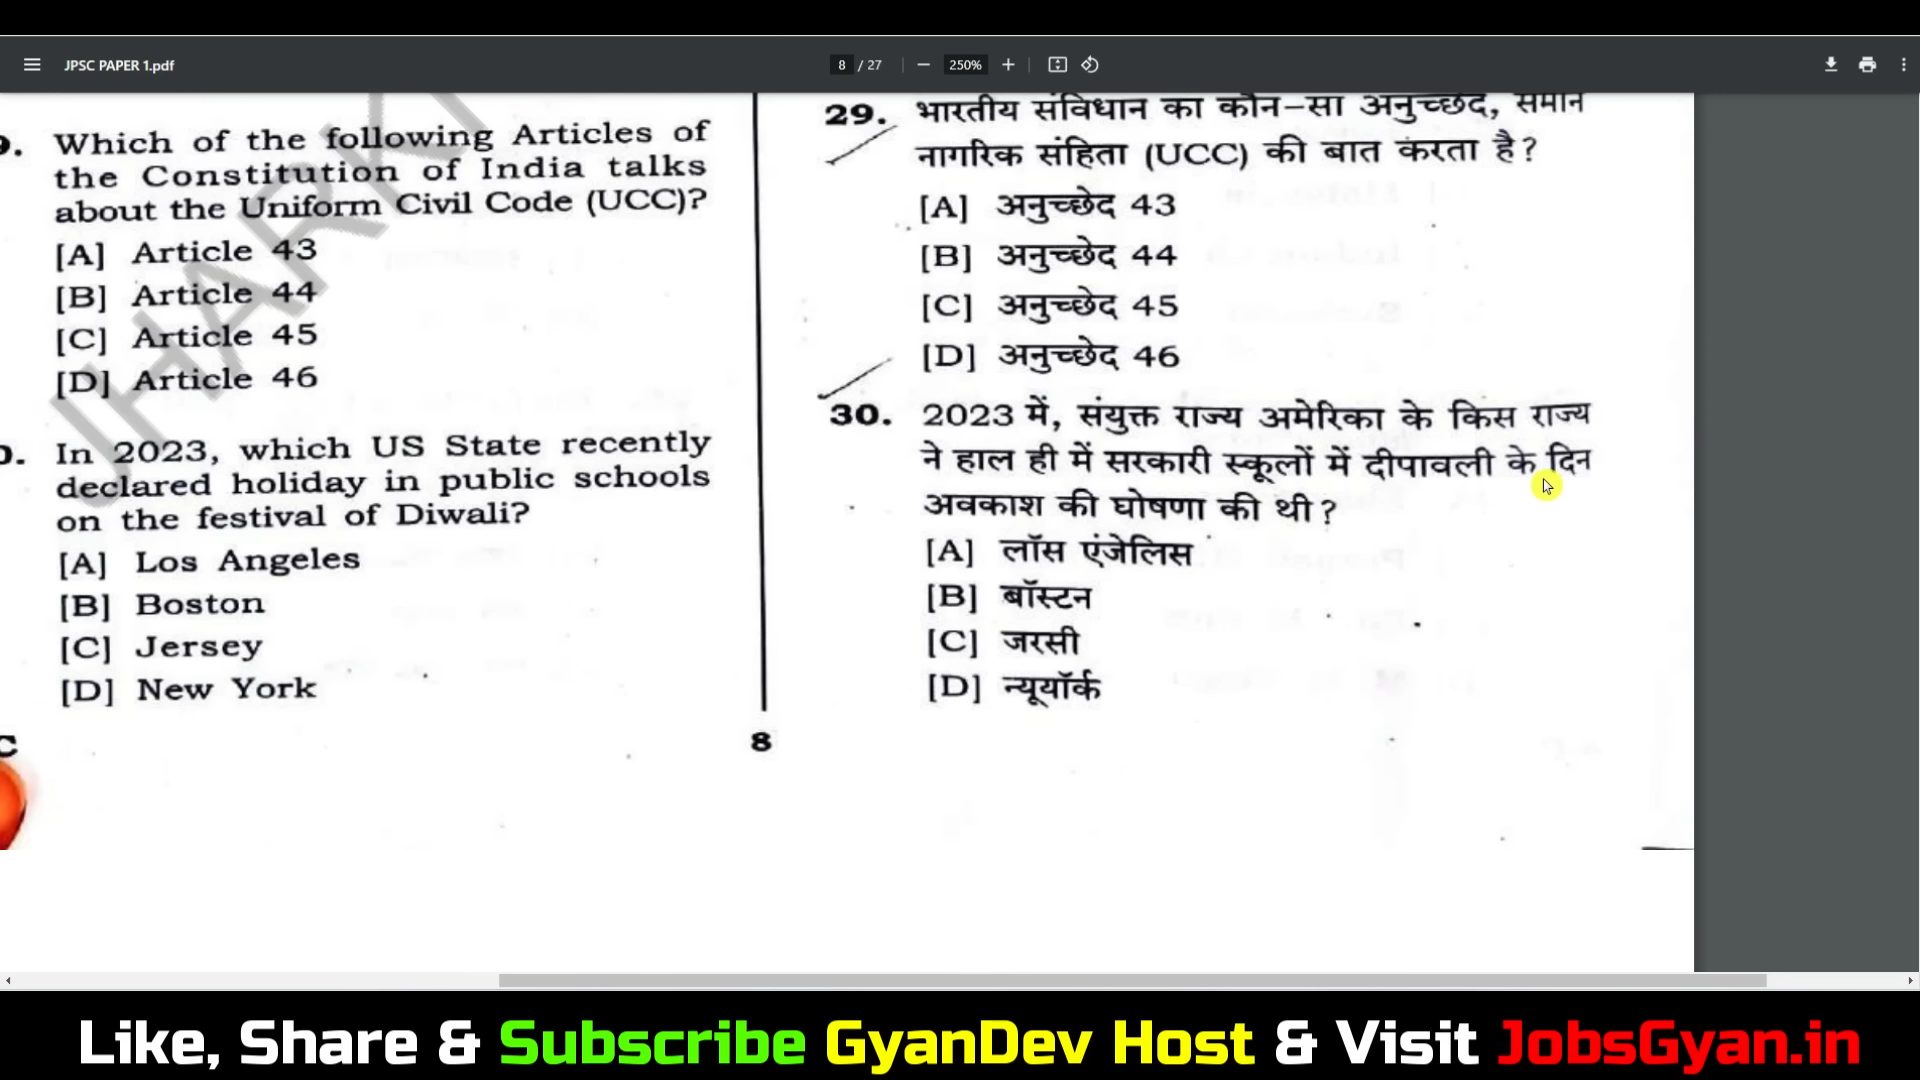 JPSC PAPER 1.pdf
8 / 27
250%
JHARK
9. Which of the following Articles of
the Constitution of India talks
about the Uniform Civil Code (UCC)?
[A] Article 43
[B] Article 44
[C] Article 45
[D] Article 46
0. In 2023, which US State recently
declared holiday in public schools
on the festival of Diwali?
[A] Los Angeles
[B] Boston
[C] Jersey
[D] New York
C
8
29. भारतीय संविधान का कौन-सा अनुच्छेद, समान
नागरिक संहिता (UCC) की बात करता है?
[A] अनुच्छेद 43
[B] अनुच्छेद 44
[C] अनुच्छेद 45
[D] अनुच्छेद 46
30. 2023 में, संयुक्त राज्य अमेरिका के किस राज्य
ने हाल ही में सरकारी स्कूलों में दीपावली के दिन
अवकाश की घोषणा की थी?
[A] लॉस एंजेलिस
[B] बॉस्टन
[C] जरसी
[D] न्यूयॉर्क
Like, Share & Subscribe GyanDev Host & Visit JobsGyan.in